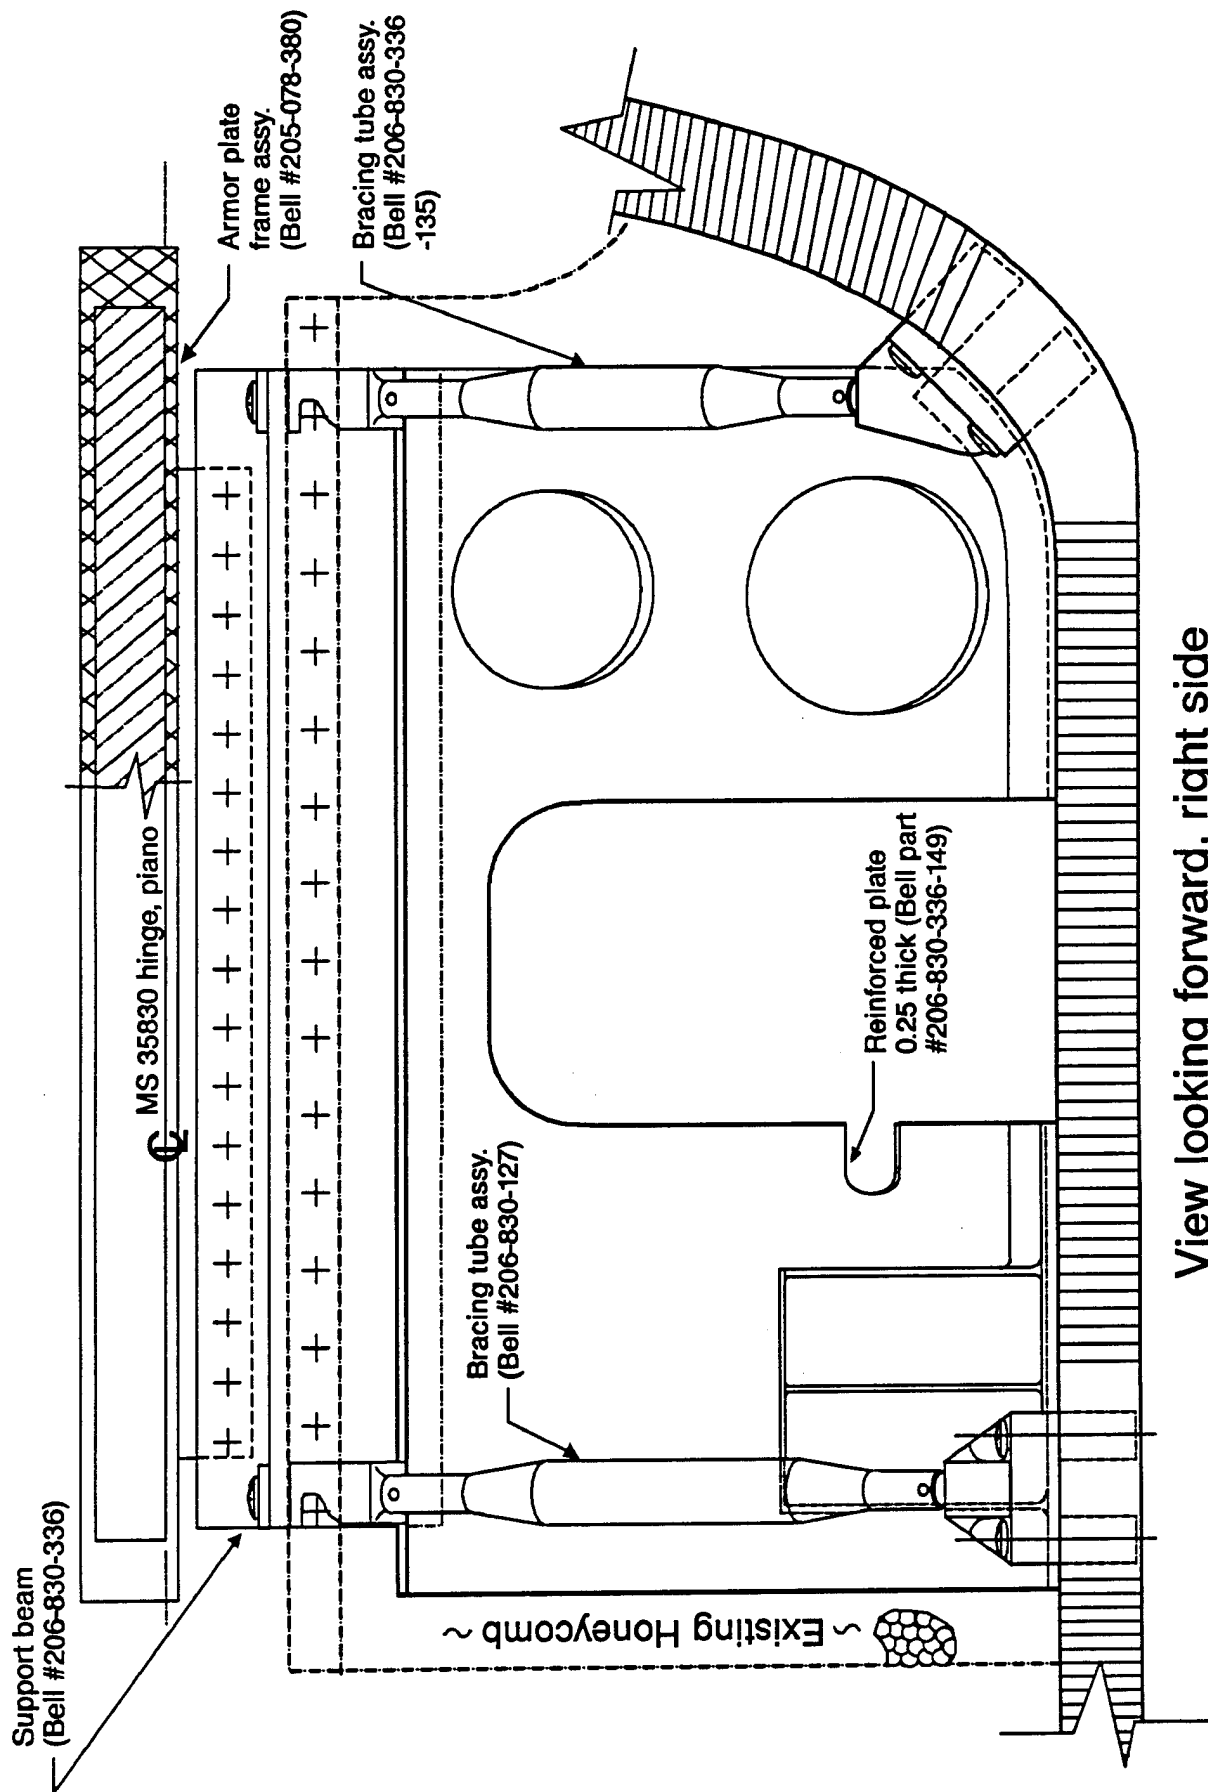 Support beam
(Bell #206-830-336)
Armor plate
frame assy.
(Bell #205-078-380)
MS 35830 hinge, piano
Bracing tube assy.
(Bell #206-830-336
-135)
Bracing tube assy.
(Bell #206-830-127)
Reinforced plate
0.25 thick (Bell part
#206-830-336-149)
~ Existing Honeycomb ~
View looking forward, right side